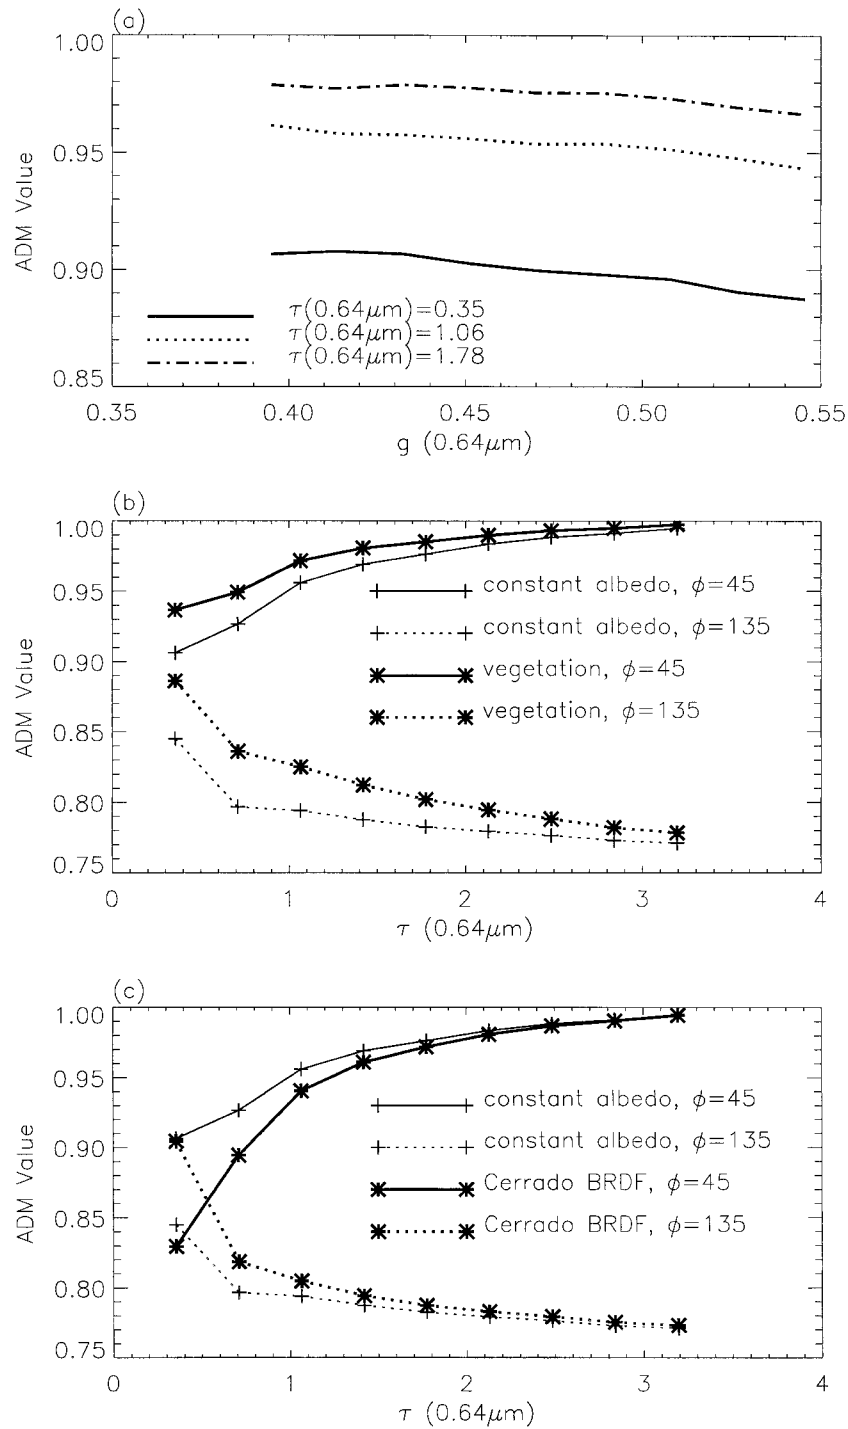 (a)
1.00
0.95
0.90
0.85
ADM Value
τ(0.64μm)=0.35
τ(0.64μm)=1.06
τ(0.64μm)=1.78
0.35 0.40 0.45 0.50 0.55
g (0.64μm)
(b)
1.00
0.95
0.90
0.85
0.80
0.75
ADM Value
constant albedo, ϕ=45
constant albedo, ϕ=135
vegetation, ϕ=45
vegetation, ϕ=135
0 1 2 3 4
τ (0.64μm)
(c)
1.00
0.95
0.90
0.85
0.80
0.75
ADM Value
constant albedo, ϕ=45
constant albedo, ϕ=135
Cerrado BRDF, ϕ=45
Cerrado BRDF, ϕ=135
0 1 2 3 4
τ (0.64μm)